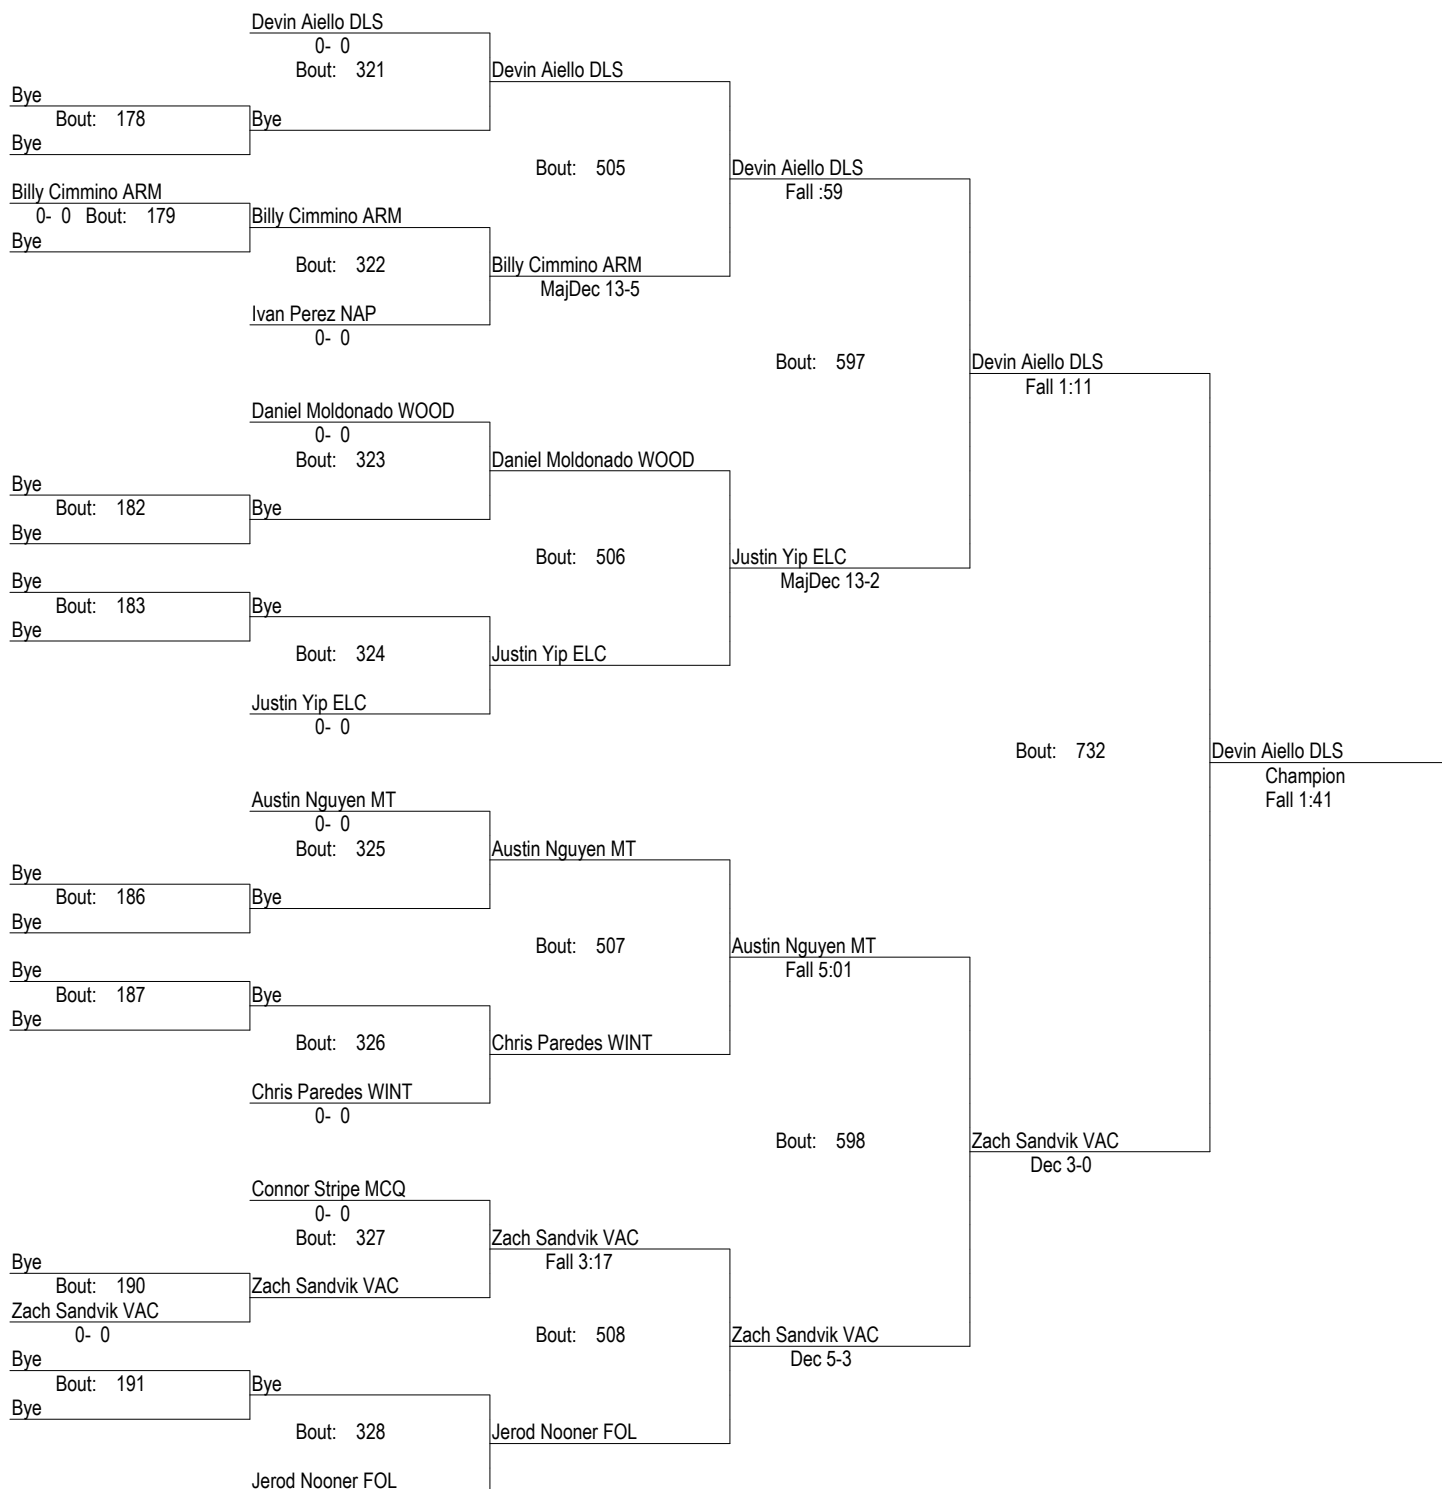 Devin Aiello DLS
0- 0
Bout: 321
Devin Aiello DLS
Bye
Bout: 178
Bye
Bye
Bout: 505
Devin Aiello DLS
Fall :59
Billy Cimmino ARM
0- 0 Bout: 179
Billy Cimmino ARM
Bye
Bout: 322
Billy Cimmino ARM
MajDec 13-5
Ivan Perez NAP
0- 0
Bout: 597
Devin Aiello DLS
Fall 1:11
Daniel Moldonado WOOD
0- 0
Bout: 323
Daniel Moldonado WOOD
Bye
Bout: 182
Bye
Bye
Bout: 506
Justin Yip ELC
MajDec 13-2
Bye
Bout: 183
Bye
Bye
Bout: 324
Justin Yip ELC
Justin Yip ELC
0- 0
Bout: 732
Devin Aiello DLS
Champion
Fall 1:41
Austin Nguyen MT
0- 0
Bout: 325
Austin Nguyen MT
Bye
Bout: 186
Bye
Bye
Bout: 507
Austin Nguyen MT
Fall 5:01
Bye
Bout: 187
Bye
Bye
Bout: 326
Chris Paredes WINT
Chris Paredes WINT
0- 0
Bout: 598
Zach Sandvik VAC
Dec 3-0
Connor Stripe MCQ
0- 0
Bout: 327
Zach Sandvik VAC
Fall 3:17
Bye
Bout: 190
Zach Sandvik VAC
Zach Sandvik VAC
0- 0
Bout: 508
Zach Sandvik VAC
Dec 5-3
Bye
Bout: 191
Bye
Bye
Bout: 328
Jerod Nooner FOL
Jerod Nooner FOL